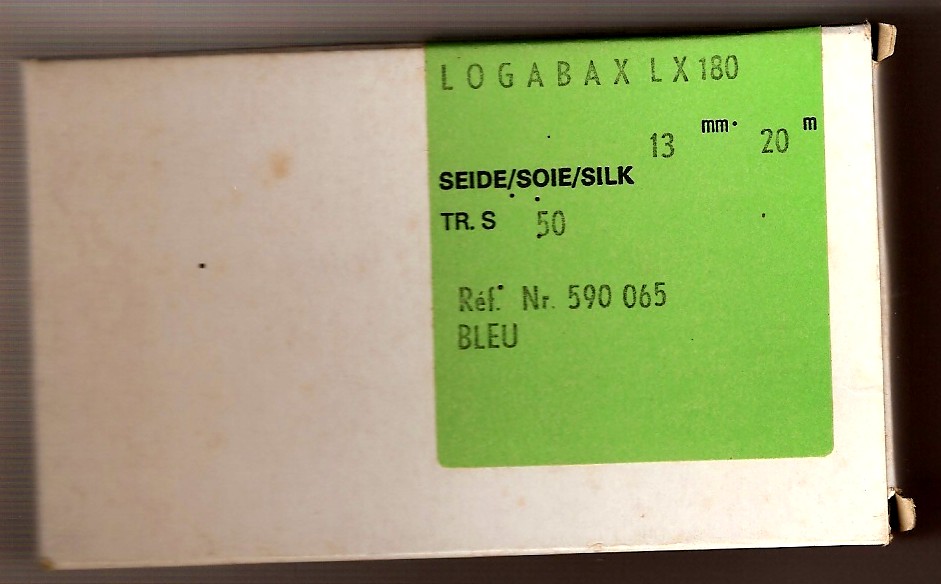 LOGABAX LX180
13 mm. 20 m
SEIDE/SOIE/SILK
TR. S 50
Réf. Nr. 590 065
BLEU